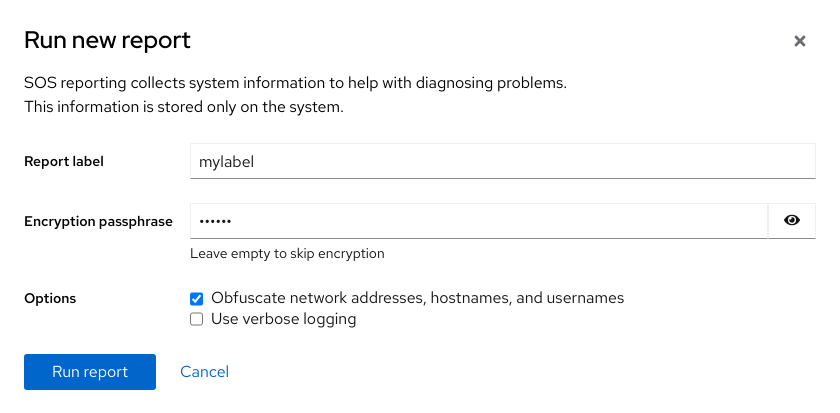 Run new report
SOS reporting collects system information to help with diagnosing problems.
This information is stored only on the system.
Report label
mylabel
Encryption passphrase
••••••
Leave empty to skip encryption
Options
Obfuscate network addresses, hostnames, and usernames
Use verbose logging
Run report
Cancel